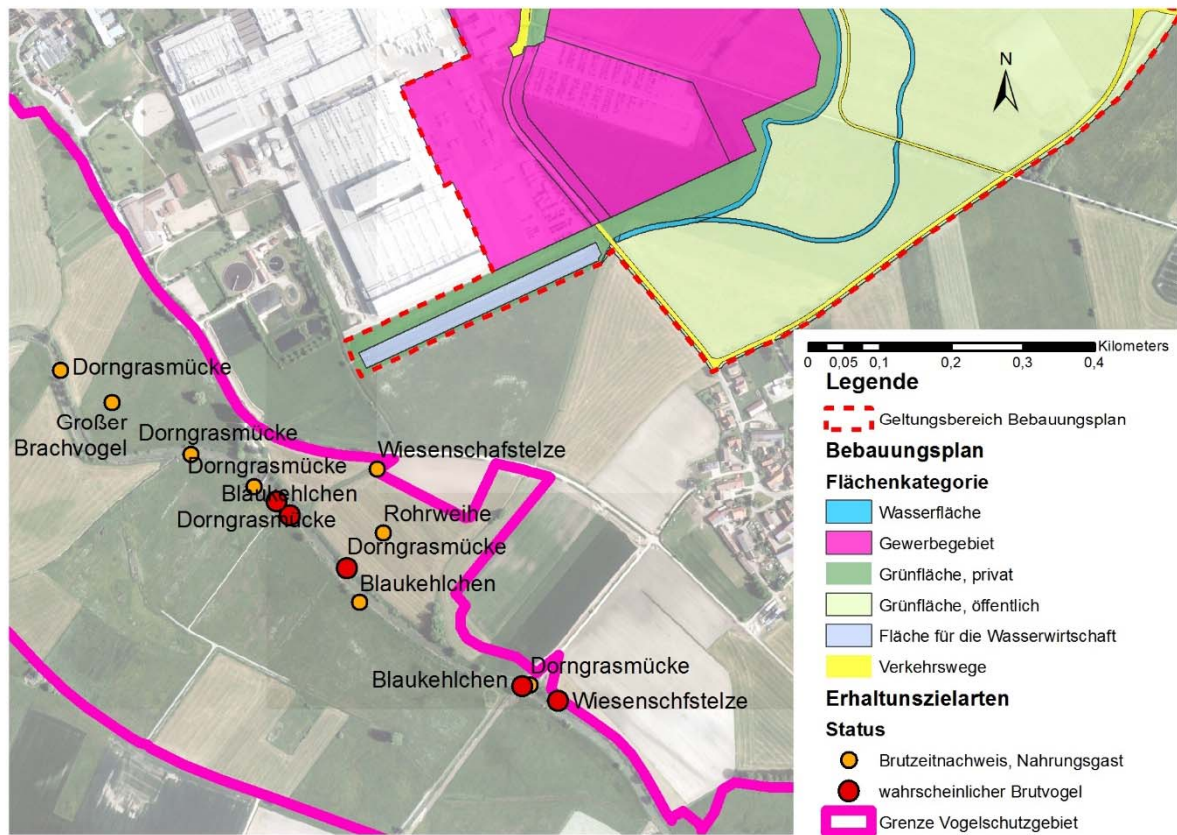 N
Dorngrasmücke
Großer
Brachvogel
Dorngrasmücke
Dorngrasmücke
Blaukehlchen
Dorngrasmücke
Wiesenschafstelze
Rohrweihe
Dorngrasmücke
Blaukehlchen
Dorngrasmücke
Blaukehlchen
Wiesenschfstelze
Kilometers
0 0,05 0,1 0,2 0,3 0,4
Legende
Geltungsbereich Bebauungsplan
Bebauungsplan
Flächenkategorie
Wasserfläche
Gewerbegebiet
Grünfläche, privat
Grünfläche, öffentlich
Fläche für die Wasserwirtschaft
Verkehrswege
Erhaltunszielarten
Status
Brutzeitnachweis, Nahrungsgast
wahrscheinlicher Brutvogel
Grenze Vogelschutzgebiet